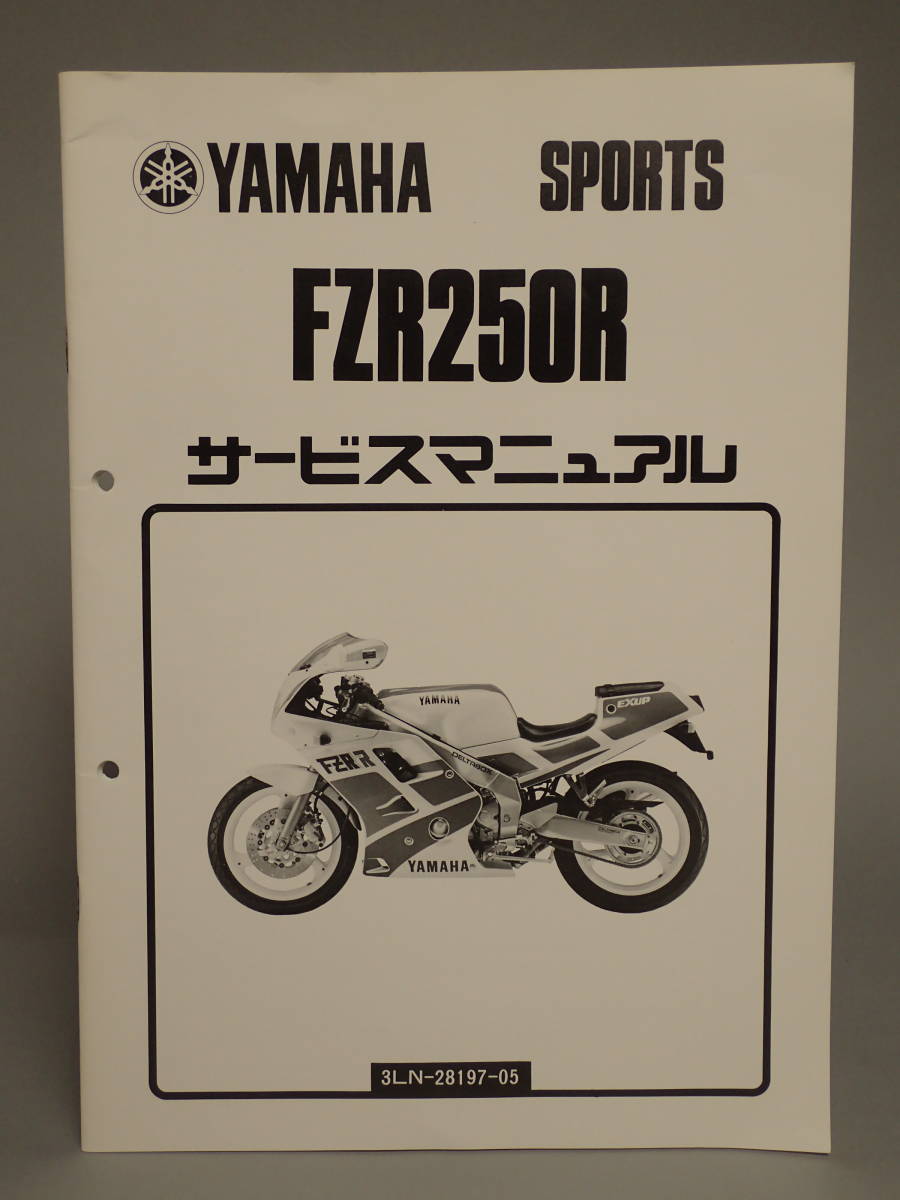 YAMAHA SPORTS
FZR250R
サービスマニュアル
YAMAHA
EXUP
DELTABOX
FZR R
YAMAHA
3LN-28197-05